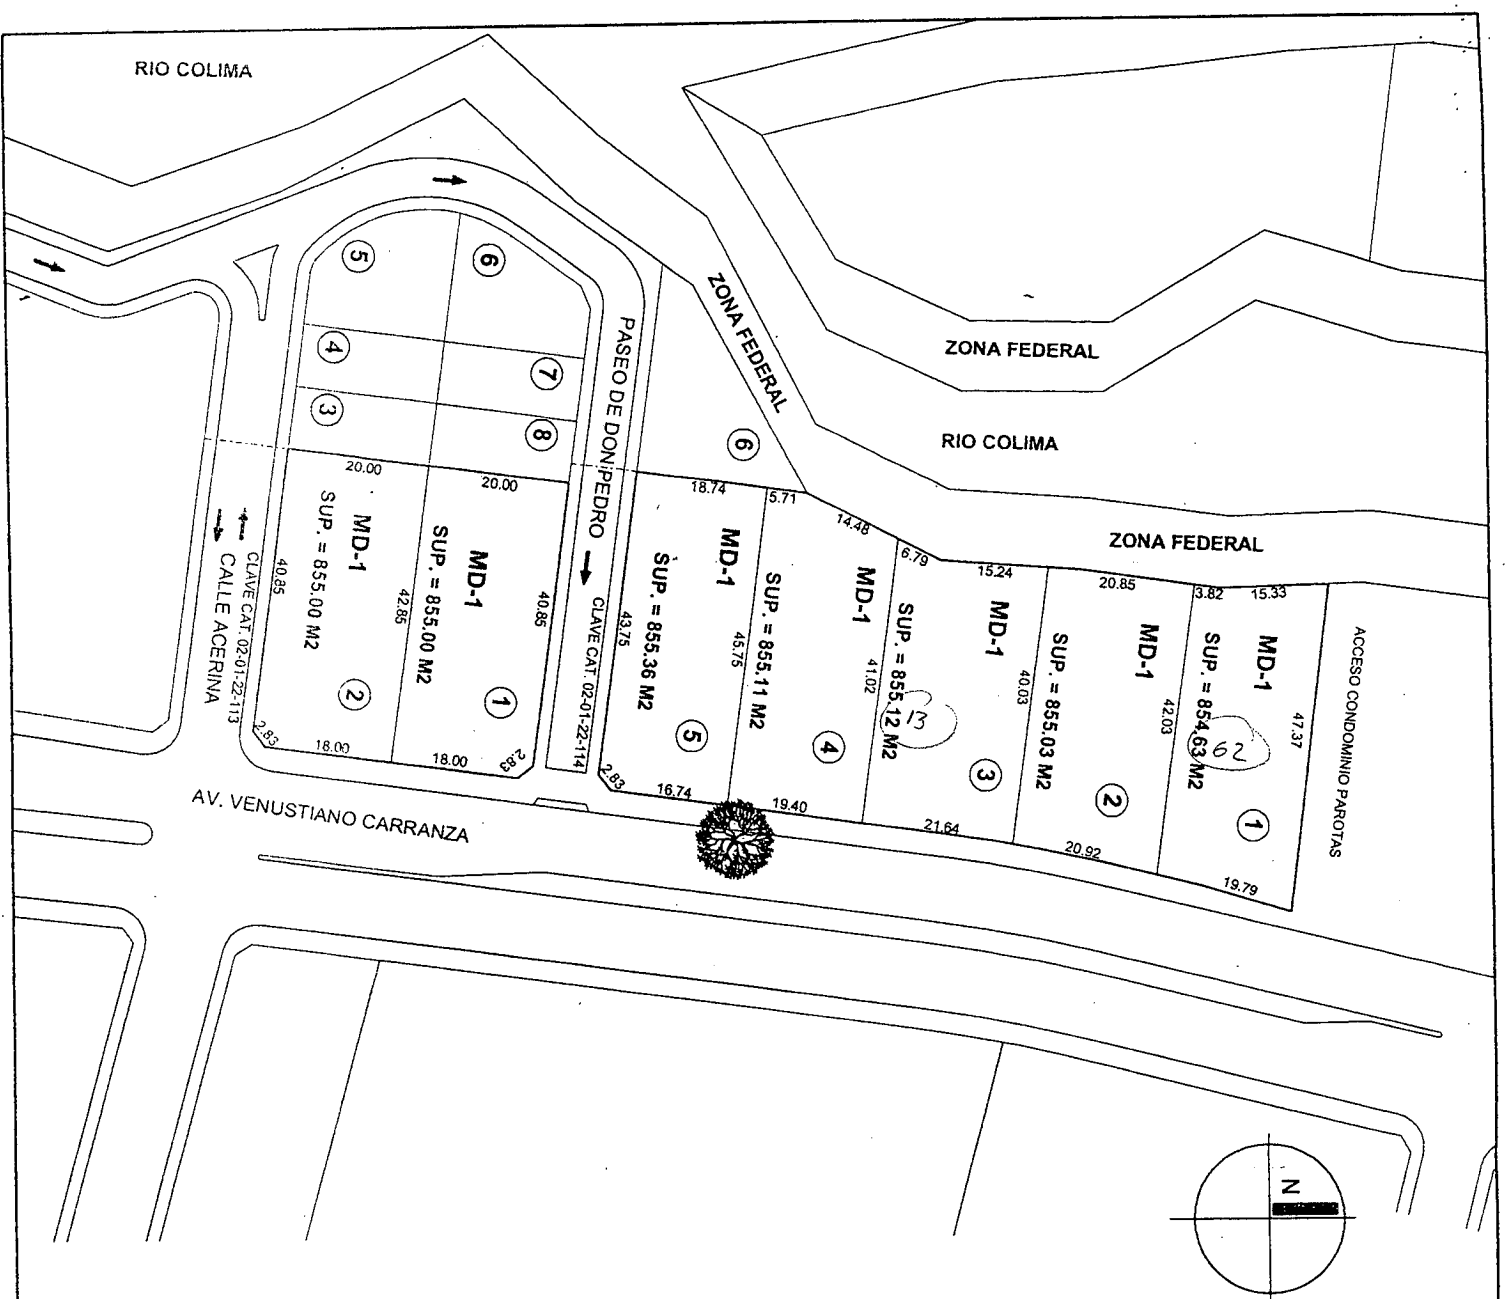 RIO COLIMA
ZONA FEDERAL
ZONA FEDERAL
RIO COLIMA
ZONA FEDERAL
PASEO DE DON PEDRO
CLAVE CAT. 02-01-22-114
CLAVE CAT. 02-01-22-113
CALLE ACERINA
AV. VENUSTIANO CARRANZA
ACCESO CONDOMINIO PAROTAS
5
6
4
7
3
8
6
20.00
20.00
MD-1
SUP. = 855.00 M2
2
40.85
42.85
18.00
2.83
MD-1
SUP. = 855.00 M2
1
40.85
18.00
2.83
18.74
MD-1
SUP. = 855.36 M2
5
43.75
45.75
2.83
16.74
5.71
14.48
MD-1
SUP. = 855.11 M2
4
41.02
19.40
6.79
15.24
MD-1
SUP. = 855.12 M2
13
3
40.03
21.64
20.85
MD-1
SUP. = 855.03 M2
2
42.03
20.92
3.82
15.33
MD-1
SUP. = 854.63 M2
62
1
47.37
19.79
N